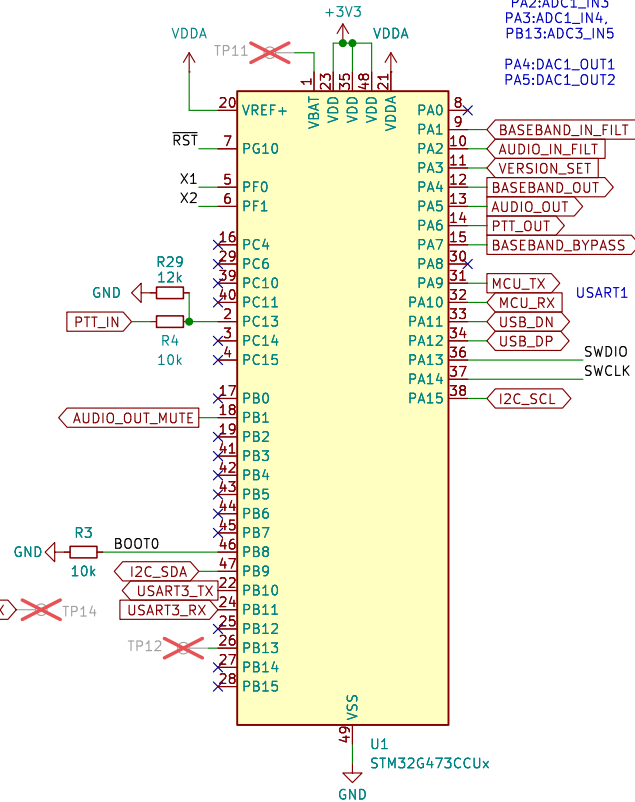 PA2:ADC1_IN3
PA3:ADC1_IN4,
PB13:ADC3_IN5
PA4:DAC1_OUT1
PA5:DAC1_OUT2
+3V3
VDDA
TP11
VDDA
1
23
35
48
21
VBAT
VDD
VDD
VDD
VDDA
20 VREF+
RST 7 PG10
X1 5 PF0
X2 6 PF1
16 PC4
29 PC6
39 PC10
40 PC11
R29
12k
GND
PTT_IN
2 PC13
R4
10k
3 PC14
4 PC15
17 PB0
AUDIO_OUT_MUTE 18 PB1
19 PB2
41 PB3
42 PB4
43 PB5
44 PB6
45 PB7
R3
GND
10k
BOOT0 46 PB8
I2C_SDA 47 PB9
USART3_TX 22 PB10
USART3_RX 24 PB11
X
TP14
25 PB12
TP12 26 PB13
27 PB14
28 PB15
PA0 8
PA1 9 BASEBAND_IN_FILT
PA2 10 AUDIO_IN_FILT
PA3 11 VERSION_SET
PA4 12 BASEBAND_OUT
PA5 13 AUDIO_OUT
PA6 14 PTT_OUT
PA7 15 BASEBAND_BYPASS
PA8 30
PA9 31 MCU_TX
PA10 32 MCU_RX
USART1
PA11 33 USB_DN
PA12 34 USB_DP
PA13 36 SWDIO
PA14 37 SWCLK
PA15 38 I2C_SCL
VSS
49
U1
STM32G473CCUx
GND